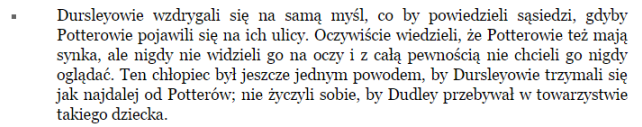 ▪ Dursleyowie wzdrygali się na samą myśl, co by powiedzieli sąsiedzi, gdyby
Potterowie pojawili się na ich ulicy. Oczywiście wiedzieli, że Potterowie też mają
synka, ale nigdy nie widzieli go na oczy i z całą pewnością nie chcieli go nigdy
oglądać. Ten chłopiec był jeszcze jednym powodem, by Dursleyowie trzymali się
jak najdalej od Potterów; nie życzyli sobie, by Dudley przebywał w towarzystwie
takiego dziecka.